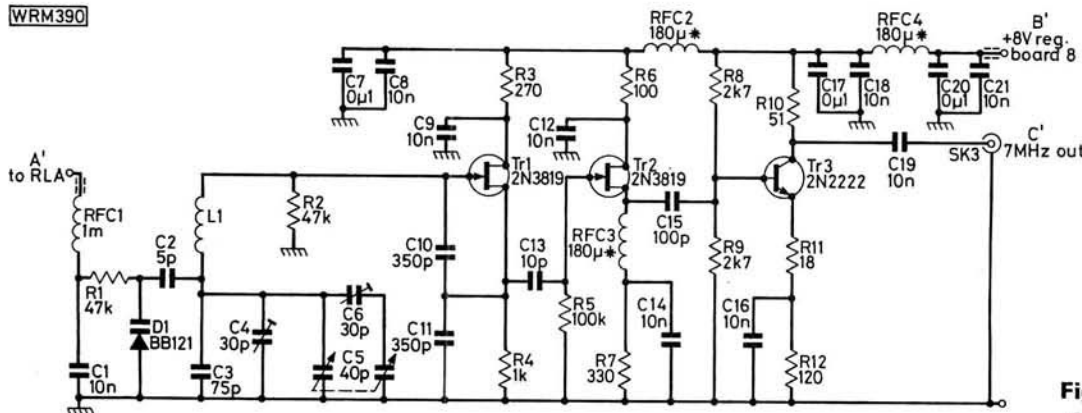 WRM390
RFC2
180µ*
RFC4
180µ*
B'
+8V reg.
board 8
C7
0µ1
C8
10n
R3
270
R6
100
R8
2k7
C17
0µ1
C18
10n
C20
0µ1
C21
10n
R10
51
C9
10n
C12
10n
C'
7MHz out
SK3
C19
10n
A'
to RLA
Tr1
2N3819
Tr2
2N3819
Tr3
2N2222
RFC1
1m
L1
R2
47k
C2
5p
C10
350p
C13
10p
RFC3
180µ*
C15
100p
R9
2k7
R11
18
R1
47k
D1
BB121
C4
30p
C6
30p
C5
40p
C11
350p
R5
100k
C14
10n
C16
10n
C1
10n
C3
75p
R4
1k
R7
330
R12
120
Fi